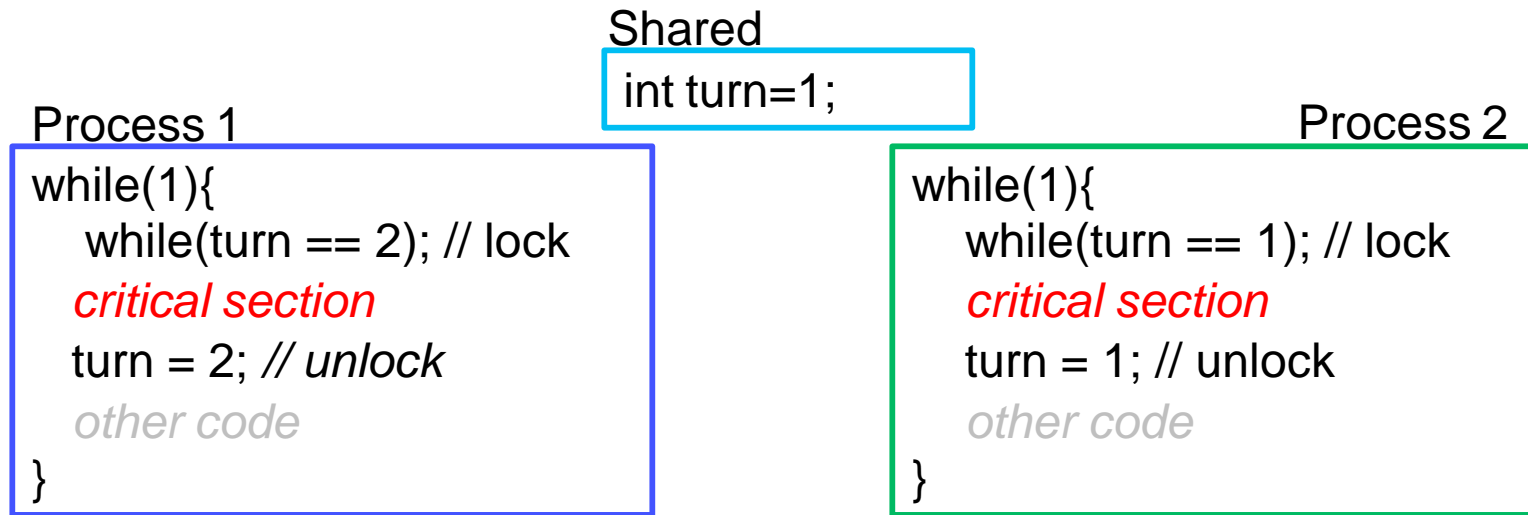 Shared
int turn=1;
Process 1
while(1){
while(turn == 2); // lock
critical section
turn = 2; // unlock
other code
}
Process 2
while(1){
while(turn == 1); // lock
critical section
turn = 1; // unlock
other code
}